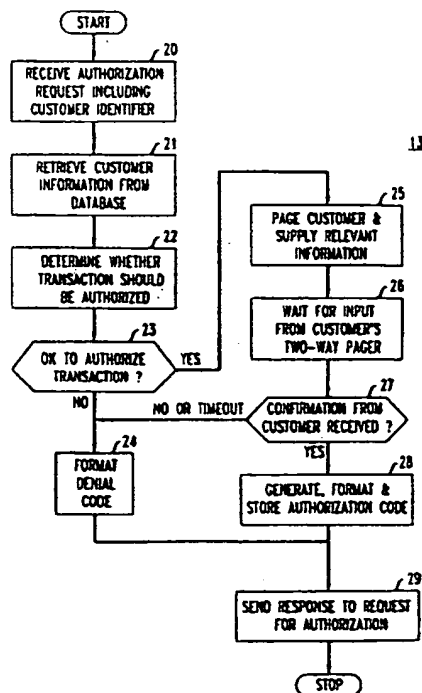 START
20
RECEIVE AUTHORIZATION
REQUEST INCLUDING
CUSTOMER IDENTIFIER
21
RETRIEVE CUSTOMER
INFORMATION FROM
DATABASE
22
DETERMINE WHETHER
TRANSACTION SHOULD
BE AUTHORIZED
23
OK TO AUTHORIZE
TRANSACTION ?
YES
NO
24
FORMAT
DENIAL
CODE
13
25
PAGE CUSTOMER &
SUPPLY RELEVANT
INFORMATION
26
WAIT FOR INPUT
FROM CUSTOMER'S
TWO-WAY PAGER
27
CONFIRMATION FROM
CUSTOMER RECEIVED ?
NO OR TIMEOUT
YES
28
GENERATE, FORMAT &
STORE AUTHORIZATION CODE
29
SEND RESPONSE TO REQUEST
FOR AUTHORIZATION
STOP